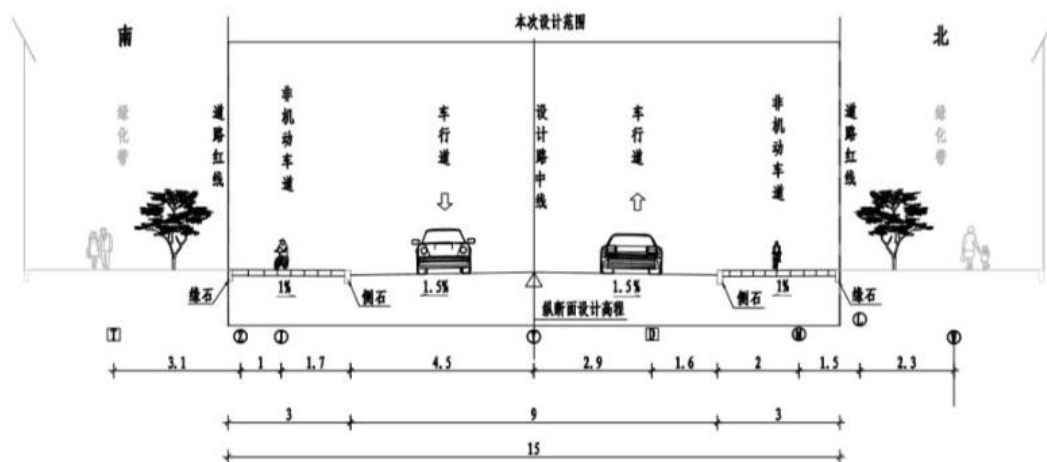 本次设计范围
南
北
绿化带
道路红线
非机动车道
车行道
设计路中线
车行道
非机动车道
道路红线
绿化带
缘石
1%
侧石
1.5%
1.5%
侧石
1%
缘石
纵断面设计高程
T
J
Y
D
M
L
3.1
1
1.7
4.5
2.9
1.6
2
1.5
2.3
3
9
3
15